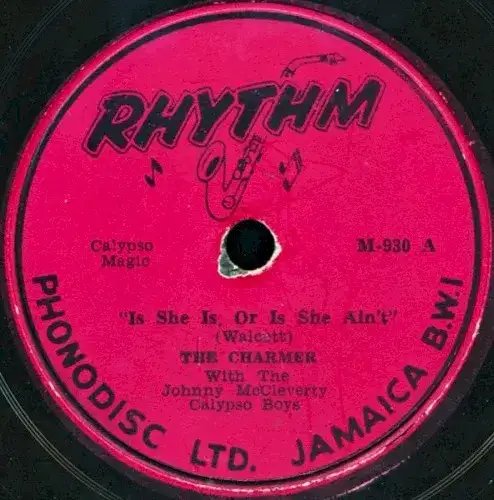 RHYTHM
Calypso
Magic
M-930 A
"Is She Is, Or Is She Ain't"
(Walcott)
THE CHARMER
With The
Johnny McCleverty
Calypso Boys
PHONODISC LTD. JAMAICA B.W.I